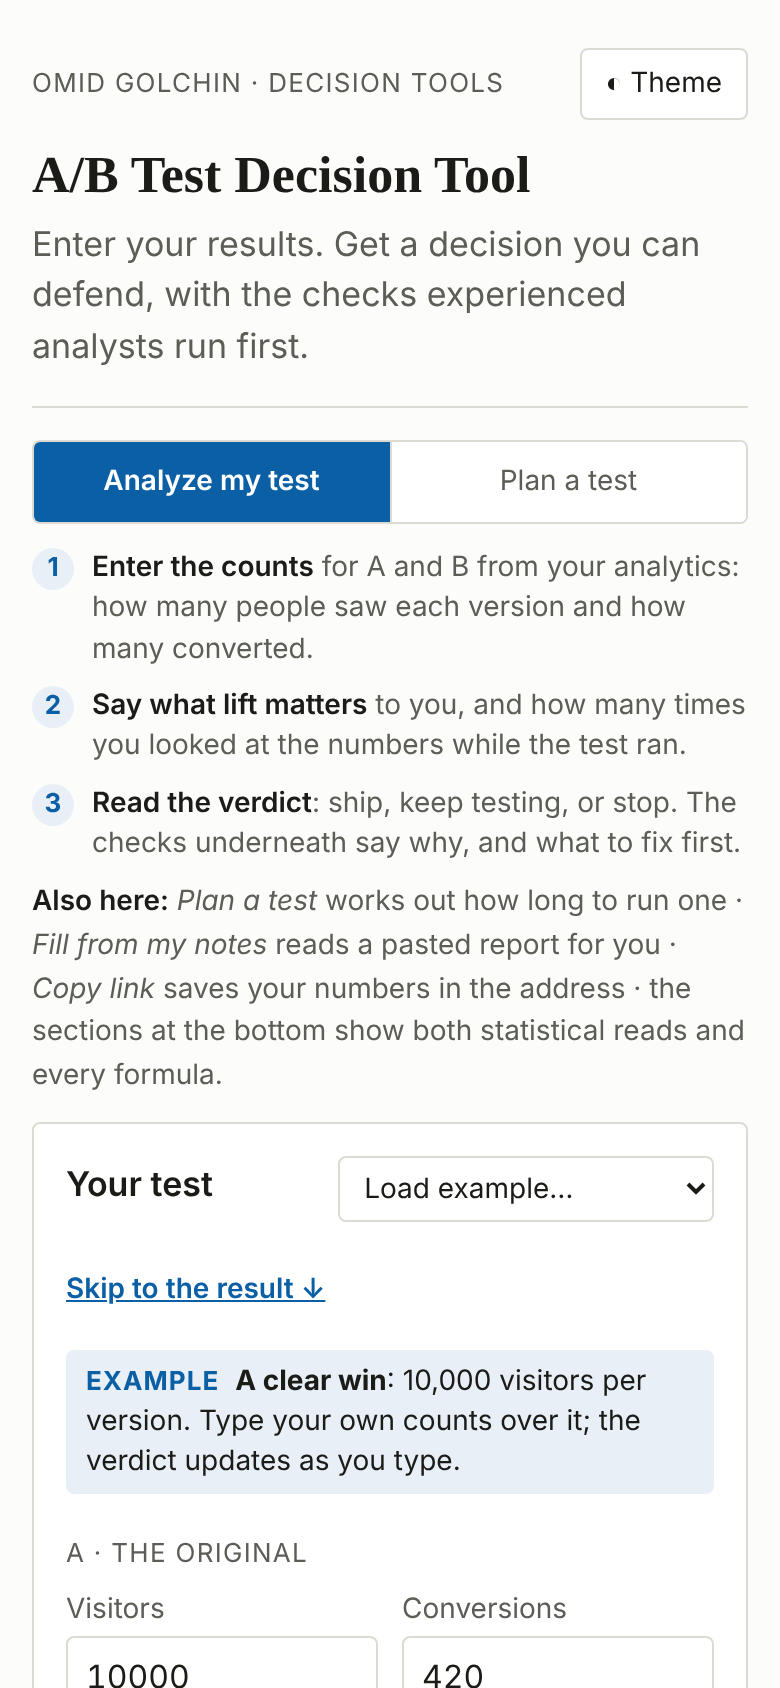 OMID GOLCHIN · DECISION TOOLS
Theme
A/B Test Decision Tool
Enter your results. Get a decision you can
defend, with the checks experienced
analysts run first.
Analyze my test
Plan a test
1 Enter the counts for A and B from your analytics:
how many people saw each version and how
many converted.
2 Say what lift matters to you, and how many times
you looked at the numbers while the test ran.
3 Read the verdict: ship, keep testing, or stop. The
checks underneath say why, and what to fix first.
Also here: Plan a test works out how long to run one ·
Fill from my notes reads a pasted report for you ·
Copy link saves your numbers in the address · the
sections at the bottom show both statistical reads and
every formula.
Your test
Load example...
Skip to the result ↓
EXAMPLE A clear win: 10,000 visitors per
version. Type your own counts over it; the
verdict updates as you type.
A · THE ORIGINAL
Visitors
Conversions
10000
420